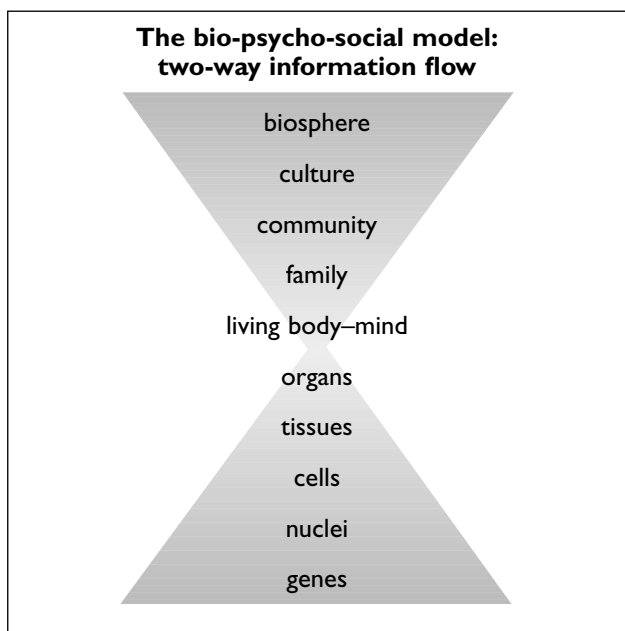 The bio-psycho-social model:
two-way information flow
biosphere
culture
community
family
living body–mind
organs
tissues
cells
nuclei
genes